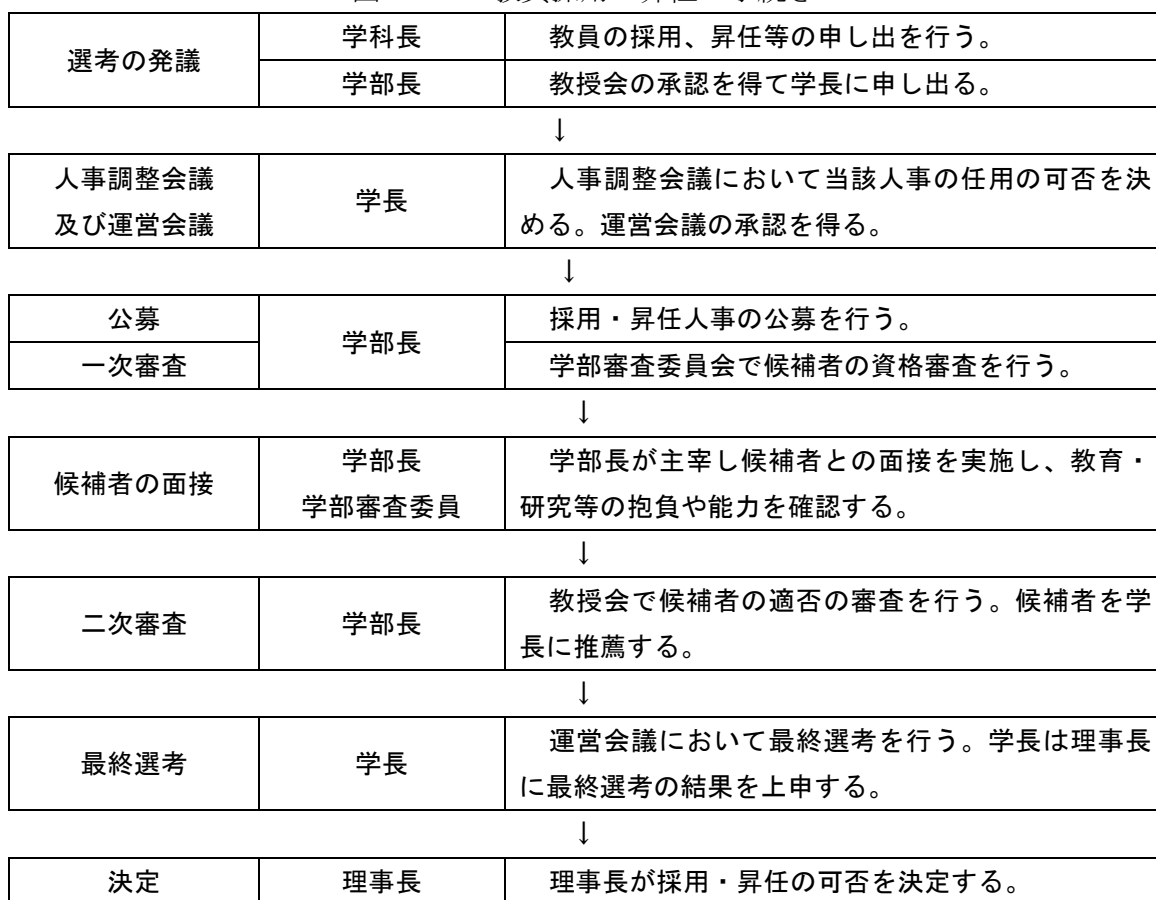 選考の発議
学科長
教員の採用、昇任等の申し出を行う。
学部長
教授会の承認を得て学長に申し出る。
↓
人事調整会議
及び運営会議
学長
人事調整会議において当該人事の任用の可否を決
める。運営会議の承認を得る。
↓
公募
学部長
採用・昇任人事の公募を行う。
一次審査
学部審査委員会で候補者の資格審査を行う。
↓
候補者の面接
学部長
学部審査委員
学部長が主宰し候補者との面接を実施し、教育・
研究等の抱負や能力を確認する。
↓
二次審査
学部長
教授会で候補者の適否の審査を行う。候補者を学
長に推薦する。
↓
最終選考
学長
運営会議において最終選考を行う。学長は理事長
に最終選考の結果を上申する。
↓
決定
理事長
理事長が採用・昇任の可否を決定する。